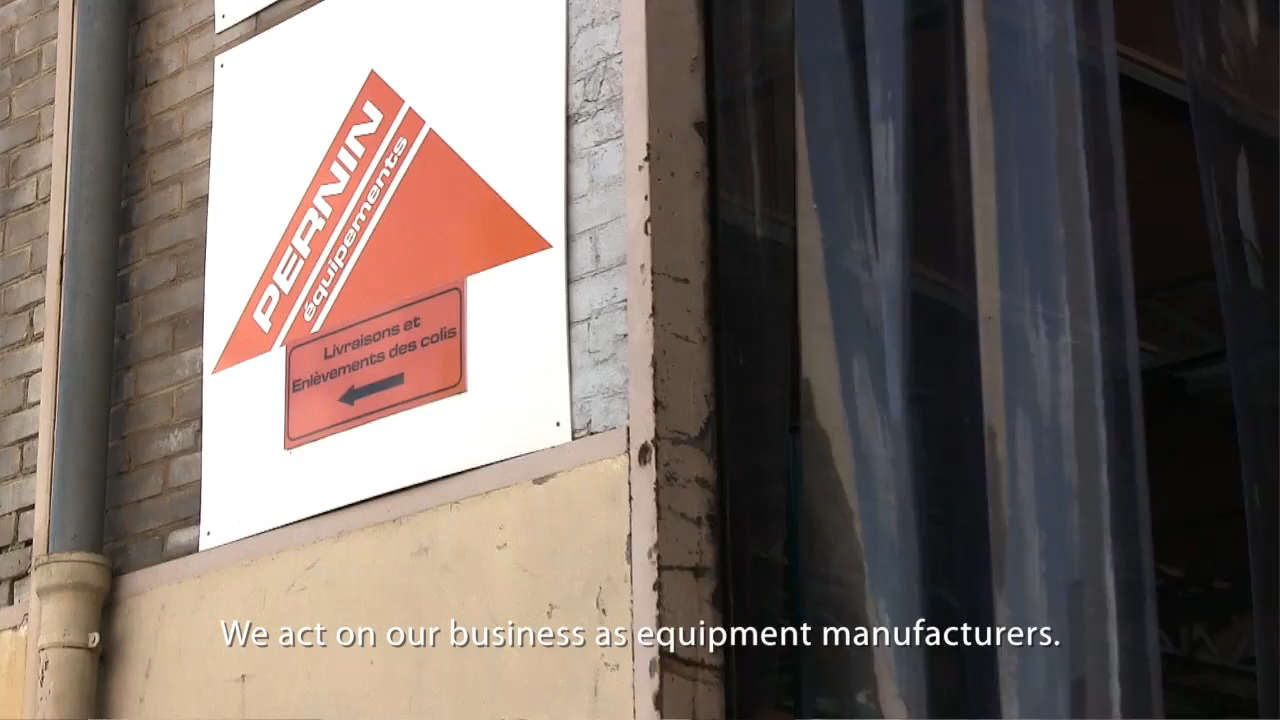 PERNIN
équipements
Livraisons et
Enlèvements des colis
We act on our business as equipment manufacturers.